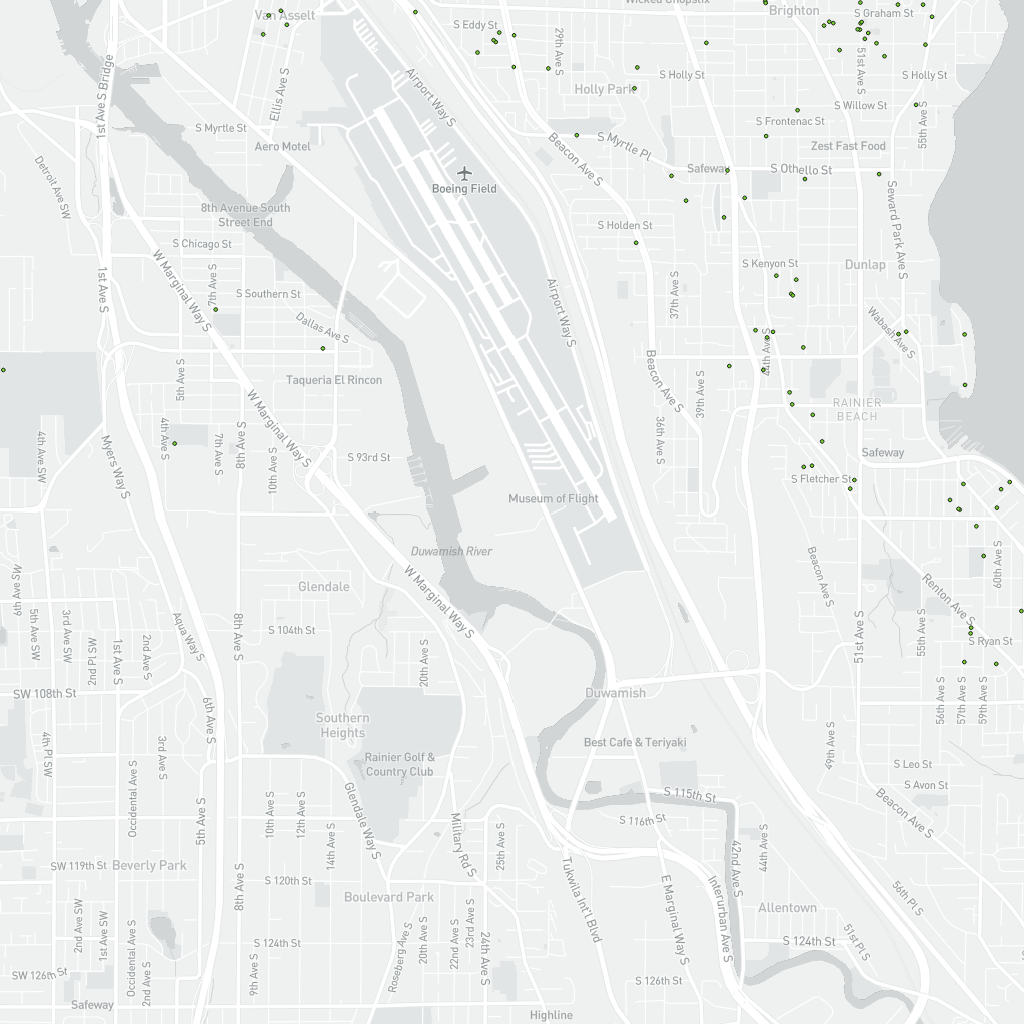 Wicked Chopstix
Brighton
S Graham St
Van Asselt
S Eddy St
29th Ave S
51st Ave S
1st Ave S Bridge
Ellis Ave S
Airport Way S
S Holly St
S Holly St
Holly Park
S Willow St
55th Ave S
S Frontenac St
S Myrtle St
S Myrtle Pl
Beacon Ave S
Zest Fast Food
Aero Motel
Safeway
S Othello St
Detroit Ave SW
Boeing Field
8th Avenue South
Street End
Seward Park Ave S
S Holden St
S Chicago St
W Marginal Way S
S Kenyon St
Dunlap
1st Ave S
7th Ave S
S Southern St
Airport Way S
37th Ave S
Dallas Ave S
Wabash Ave S
44th Ave S
5th Ave S
Taqueria El Rincon
Beacon Ave S
39th Ave S
W Marginal Way S
RAINIER
BEACH
4th Ave SW
4th Ave S
7th Ave S
8th Ave S
10th Ave S
36th Ave S
Myers Way S
S 93rd St
Safeway
S Fletcher St
Museum of Flight
Duwamish River
60th Ave S
6th Ave SW
Glendale
W Marginal Way S
Beacon Ave S
Renton Ave S
5th Ave SW
3rd Ave SW
2nd Pl SW
1st Ave S
2nd Ave S
Aqua Way S
8th Ave S
S 104th St
20th Ave S
51st Ave S
55th Ave S
S Ryan St
SW 108th St
6th Ave S
Duwamish
56th Ave S
57th Ave S
59th Ave S
Southern
Heights
4th Pl SW
3rd Ave S
Best Cafe & Teriyaki
49th Ave S
Rainier Golf &
Country Club
S Leo St
Occidental Ave S
S Avon St
S 115th St
Glendale Way S
5th Ave S
10th Ave S
12th Ave S
14th Ave S
Military Rd S
25th Ave S
S 116th St
Beacon Ave S
42nd Ave S
44th Ave S
SW 119th St
Beverly Park
8th Ave S
S 120th St
Boulevard Park
Tukwila Int'l Blvd
E Marginal Way S
Interurban Ave S
56th Pl S
Allentown
2nd Ave SW
1st Ave SW
Occidental Ave S
S 124th St
Roseberg Ave S
20th Ave S
22nd Ave S
23rd Ave S
24th Ave S
S 124th St
51st Pl S
SW 126th St
2nd Ave S
9th Ave S
S 126th St
Safeway
Highline